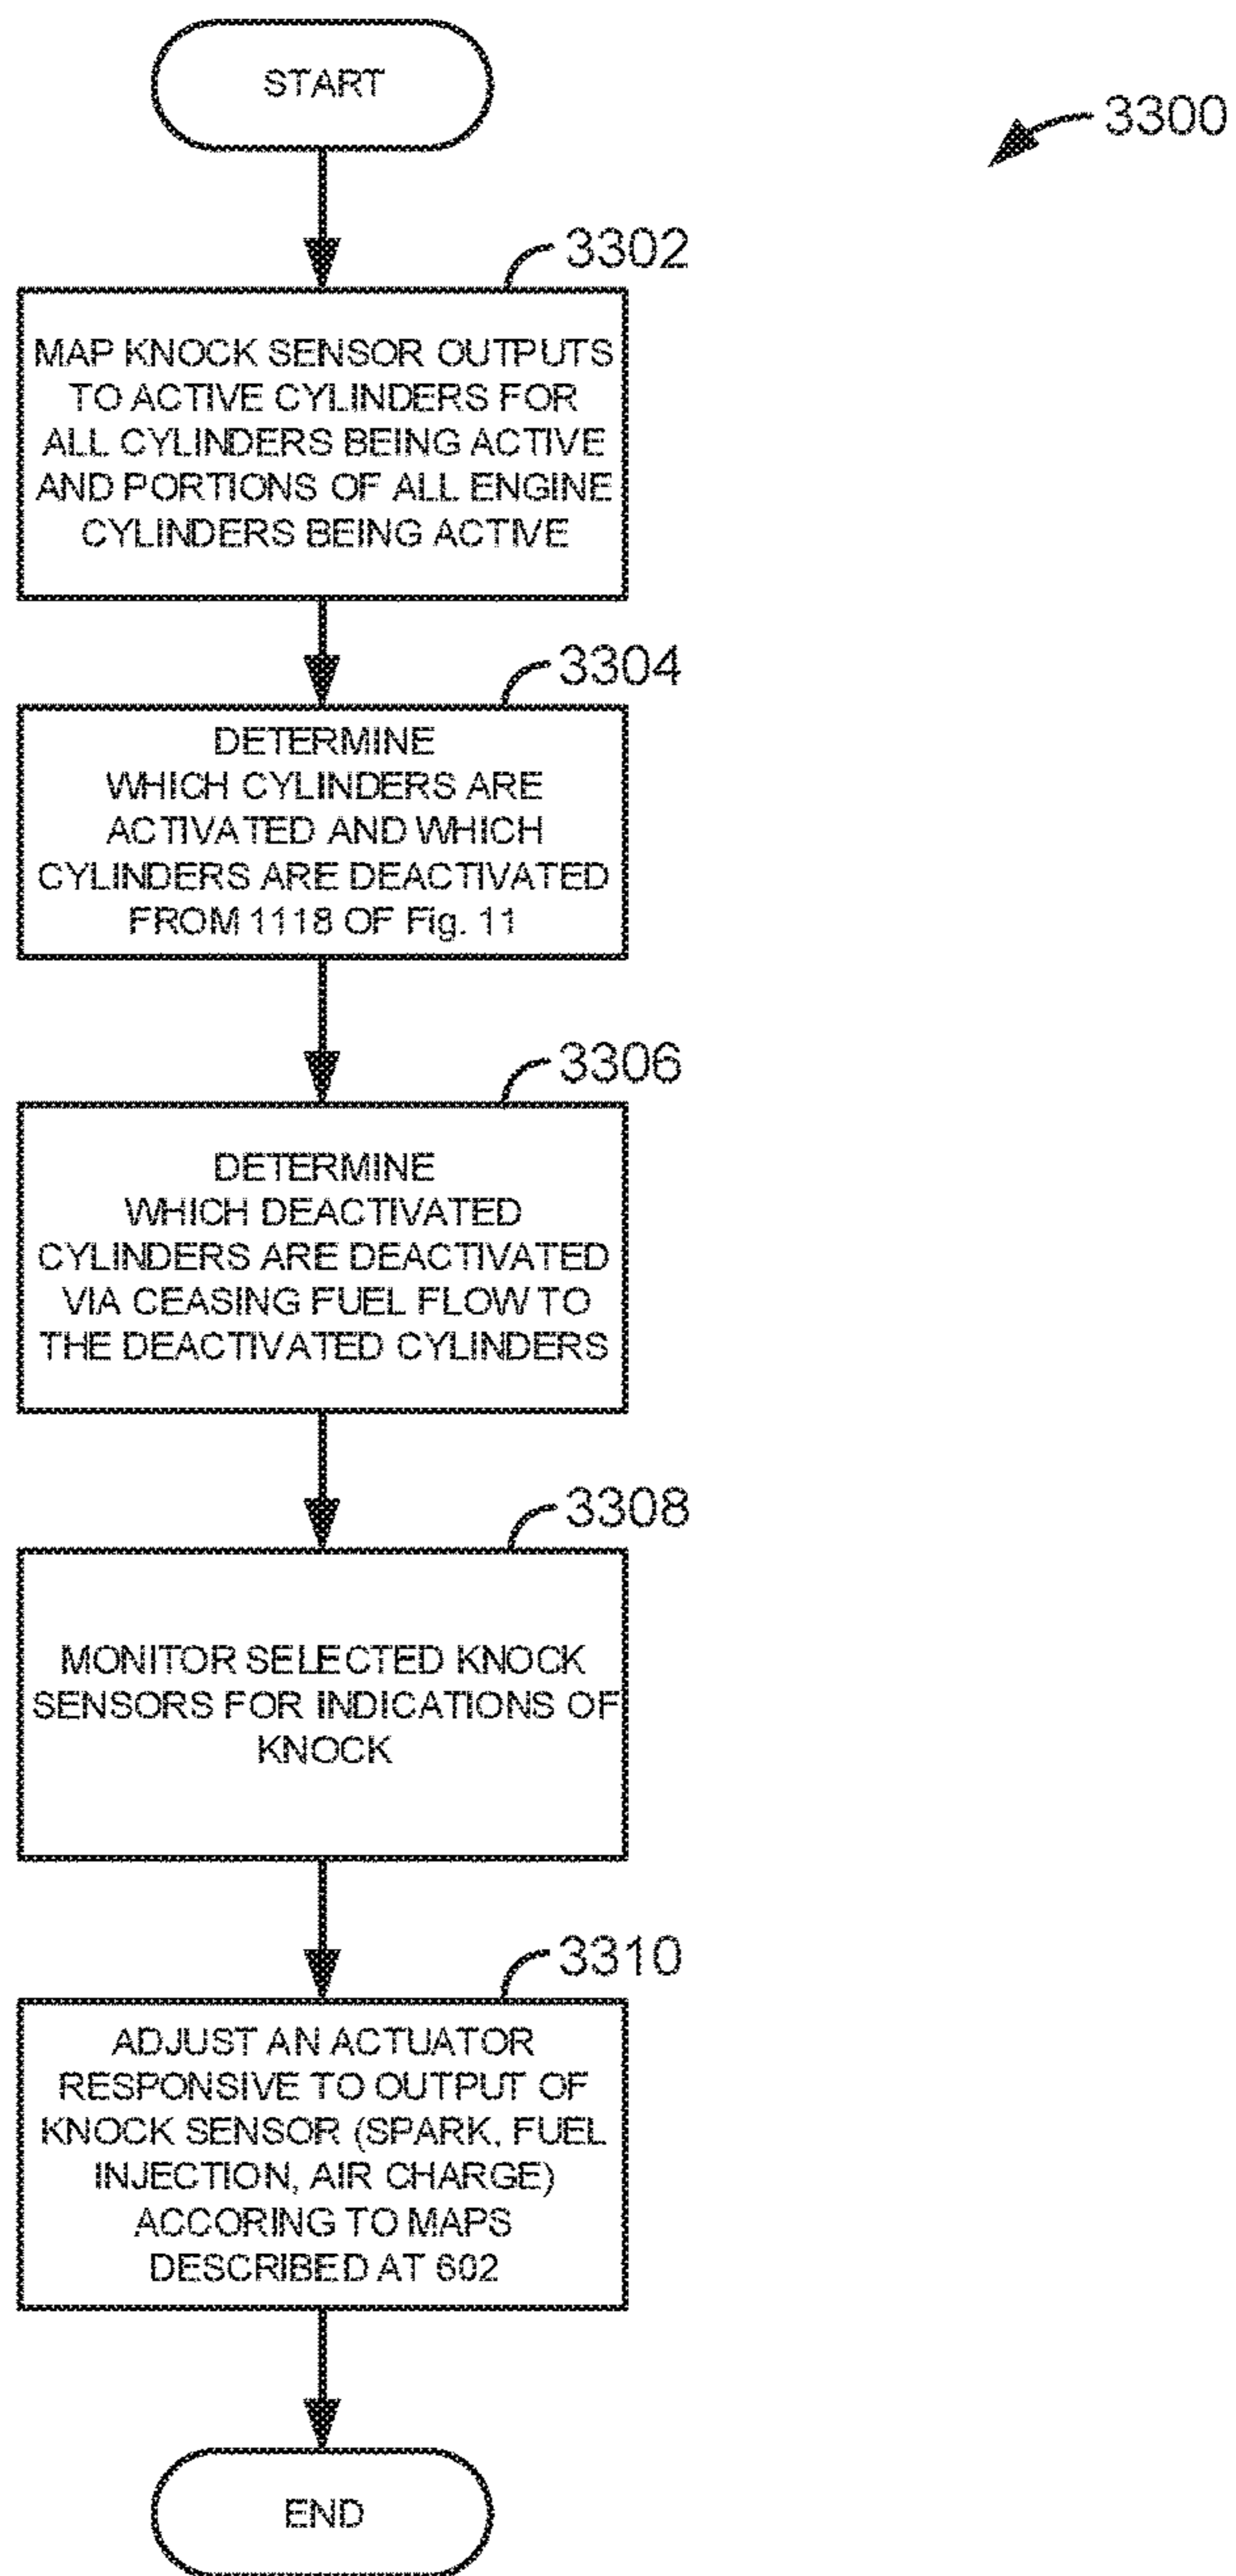 START
3300
3302
MAP KNOCK SENSOR OUTPUTS
TO ACTIVE CYLINDERS FOR
ALL CYLINDERS BEING ACTIVE
AND PORTIONS OF ALL ENGINE
CYLINDERS BEING ACTIVE
3304
DETERMINE
WHICH CYLINDERS ARE
ACTIVATED AND WHICH
CYLINDERS ARE DEACTIVATED
FROM 1118 OF Fig. 11
3306
DETERMINE
WHICH DEACTIVATED
CYLINDERS ARE DEACTIVATED
VIA CEASING FUEL FLOW TO
THE DEACTIVATED CYLINDERS
3308
MONITOR SELECTED KNOCK
SENSORS FOR INDICATIONS OF
KNOCK
3310
ADJUST AN ACTUATOR
RESPONSIVE TO OUTPUT OF
KNOCK SENSOR (SPARK, FUEL
INJECTION, AIR CHARGE)
ACCORING TO MAPS
DESCRIBED AT 602
END